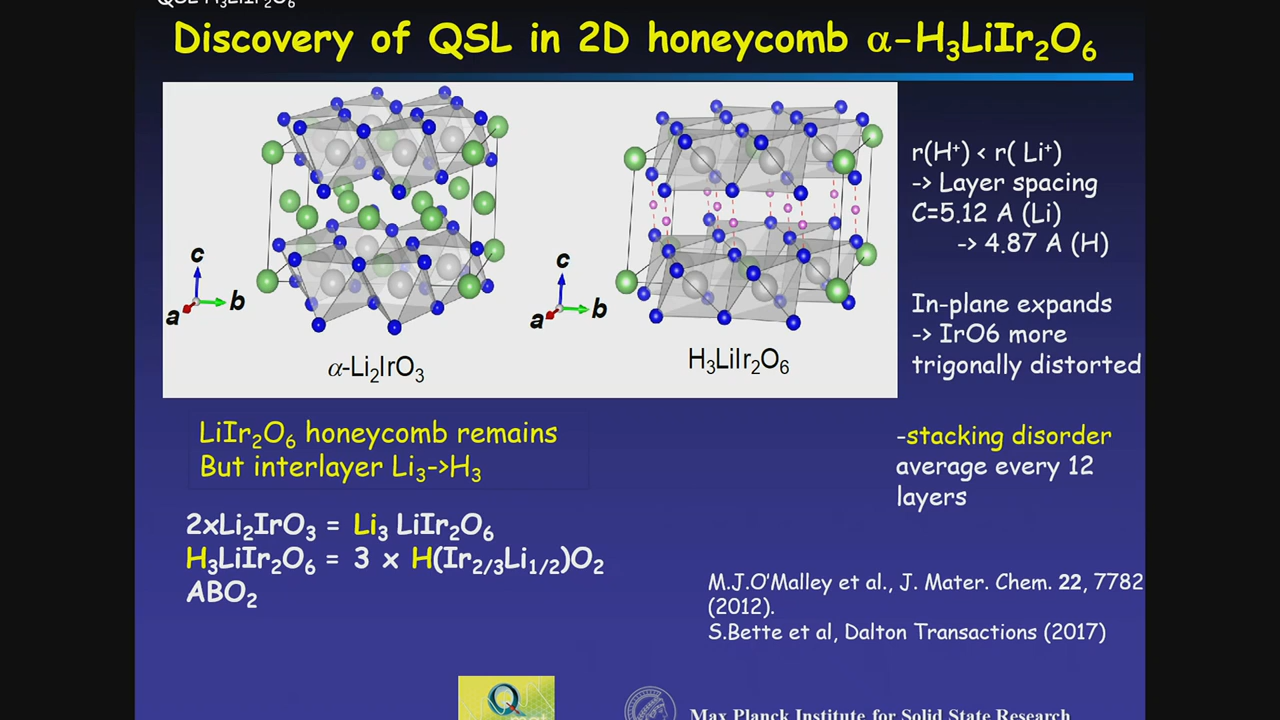 QSL H₃LiIr₂O₆
Discovery of QSL in 2D honeycomb α-H₃LiIr₂O₆
c
b
a
α-Li₂IrO₃
c
b
a
H₃LiIr₂O₆
r(H⁺) < r( Li⁺)
-> Layer spacing
C=5.12 A (Li)
-> 4.87 A (H)
In-plane expands
-> IrO6 more
trigonally distorted
LiIr₂O₆ honeycomb remains
But interlayer Li₃->H₃
-stacking disorder
average every 12
layers
2xLi₂IrO₃ = Li₃ LiIr₂O₆
H₃LiIr₂O₆ = 3 x H(Ir₂/₃Li₁/₂)O₂
ABO₂
M.J.O'Malley et al., J. Mater. Chem. 22, 7782
(2012).
S.Bette et al, Dalton Transactions (2017)
Q
Max Planck Institute for Solid State Research